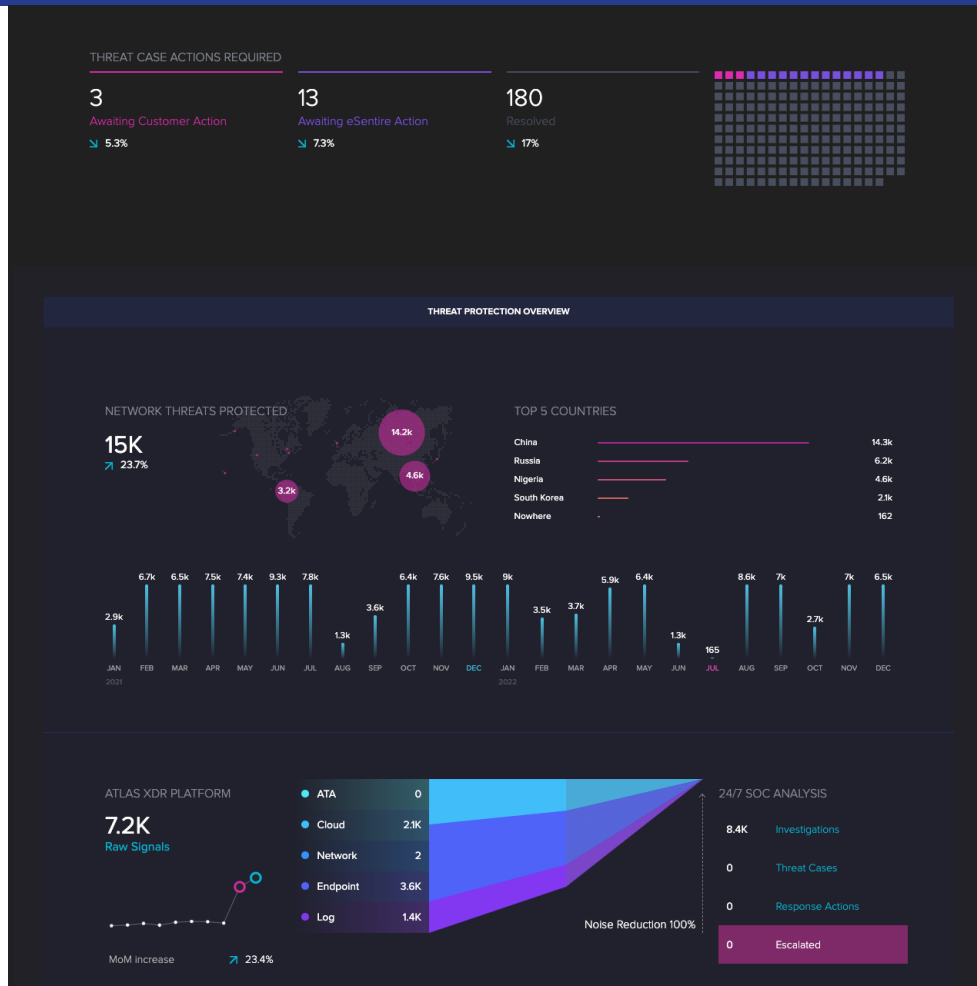 THREAT CASE ACTIONS REQUIRED
3
Awaiting Customer Action
5.3%
13
Awaiting eSentire Action
7.3%
180
Resolved
17%
THREAT PROTECTION OVERVIEW
NETWORK THREATS PROTECTED
15K
23.7%
14.2k
4.6k
3.2k
TOP 5 COUNTRIES
China 14.3k
Russia 6.2k
Nigeria 4.6k
South Korea 2.1k
Nowhere 162
2.9k 6.7k 6.5k 7.5k 7.4k 9.3k 7.8k 1.3k 3.6k 6.4k 7.6k 9.5k 9k 3.5k 3.7k 5.9k 6.4k 1.3k 165 8.6k 7k 2.7k 7k 6.5k
JAN FEB MAR APR MAY JUN JUL AUG SEP OCT NOV DEC JAN FEB MAR APR MAY JUN JUL AUG SEP OCT NOV DEC
2021 2022
ATLAS XDR PLATFORM
7.2K
Raw Signals
MoM increase 23.4%
ATA 0
Cloud 2.1K
Network 2
Endpoint 3.6K
Log 1.4K
Noise Reduction 100%
24/7 SOC ANALYSIS
8.4K Investigations
0 Threat Cases
0 Response Actions
0 Escalated